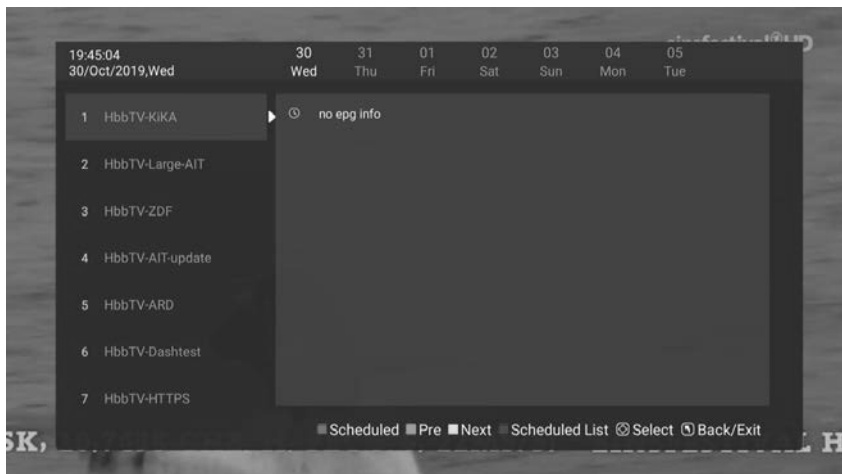 19:45:04
30/Oct/2019,Wed
30 31 01 02 03 04 05
Wed Thu Fri Sat Sun Mon Tue
1 HbbTV-KiKA
no epg info
2 HbbTV-Large-AIT
3 HbbTV-ZDF
4 HbbTV-AIT-update
5 HbbTV-ARD
6 HbbTV-Dashtest
7 HbbTV-HTTPS
Scheduled Pre Next Scheduled List Select Back/Exit
SK, H